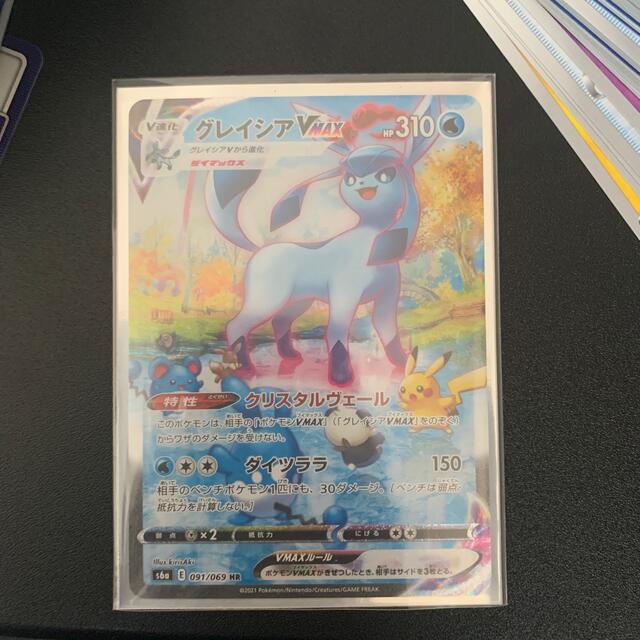 V進化
グレイシアVMAX HP310
グレイシアVから進化
ダイマックス
特性 とくせい クリスタルヴェール
このポケモンは、相手の「ポケモンVMAX」(「グレイシアVMAX」をのぞく)
からワザのダメージを受けない。
ダイツララ 150
相手のベンチポケモン1匹にも、30ダメージ。[ベンチは弱点・
抵抗力を計算しない。]
弱点 ×2 抵抗力 にげる
VMAXルール
ポケモンVMAXがきぜつしたとき、相手はサイドを3枚とる。
Illus. kirisAki
s6a E 091/069 HR
©2021 Pokémon/Nintendo/Creatures/GAME FREAK.